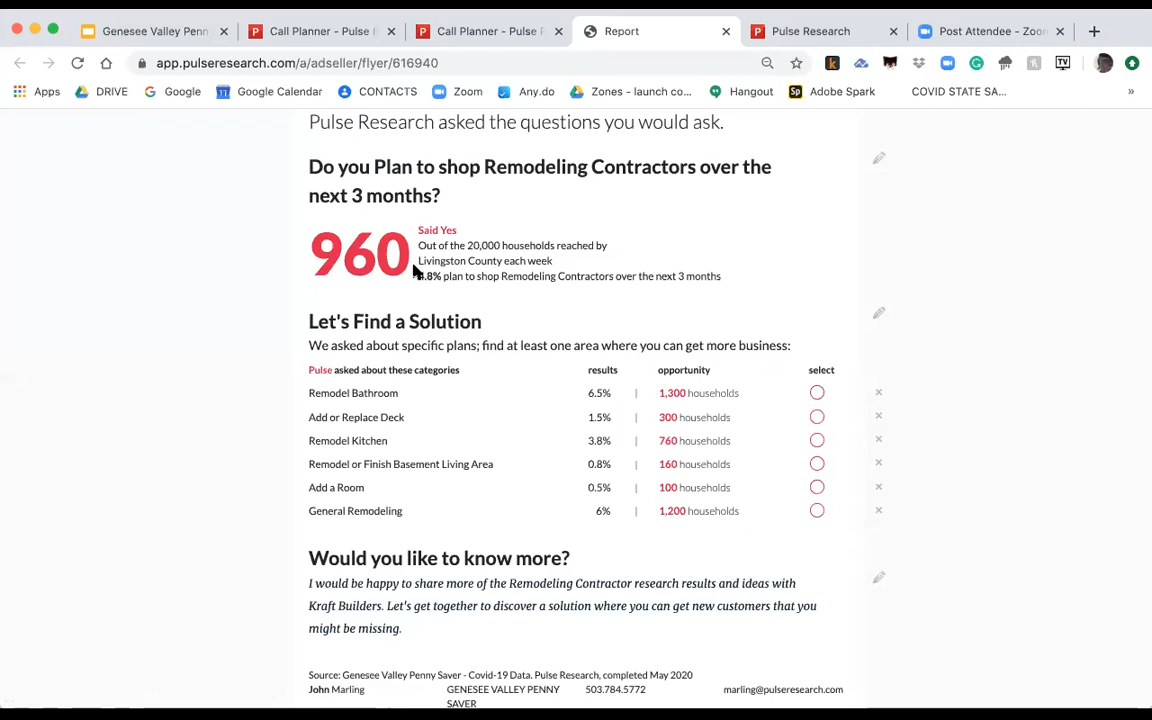 Genesee Valley Penny
Call Planner - Pulse
Call Planner - Pulse
Report
Pulse Research
Post Attendee - Zoo
app.pulseresearch.com/a/adseller/flyer/616940
Apps
DRIVE
Google
Google Calendar
CONTACTS
Zoom
Any.do
Zones - launch co...
Hangout
Adobe Spark
COVID STATE SA...
»
Pulse Research asked the questions you would ask.
Do you Plan to shop Remodeling Contractors over the
next 3 months?
960
Said Yes
Out of the 20,000 households reached by
Livingston County each week
.8% plan to shop Remodeling Contractors over the next 3 months
Let's Find a Solution
We asked about specific plans; find at least one area where you can get more business:
Pulse asked about these categories results opportunity select
Remodel Bathroom 6.5% | 1,300 households
Add or Replace Deck 1.5% | 300 households
Remodel Kitchen 3.8% | 760 households
Remodel or Finish Basement Living Area 0.8% | 160 households
Add a Room 0.5% | 100 households
General Remodeling 6% | 1,200 households
Would you like to know more?
I would be happy to share more of the Remodeling Contractor research results and ideas with
Kraft Builders. Let's get together to discover a solution where you can get new customers that you
might be missing.
Source: Genesee Valley Penny Saver - Covid-19 Data. Pulse Research, completed May 2020
John Marling GENESEE VALLEY PENNY 503.784.5772 marling@pulseresearch.com
SAVER